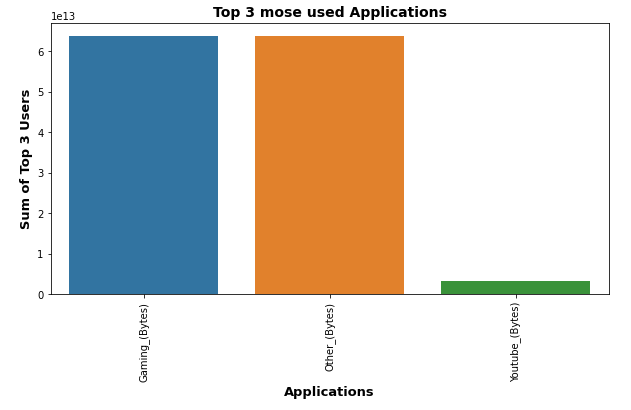 Top 3 mose used Applications
1e13
6
5
4
3
2
1
0
Sum of Top 3 Users
Gaming_(Bytes)
Other_(Bytes)
Youtube_(Bytes)
Applications